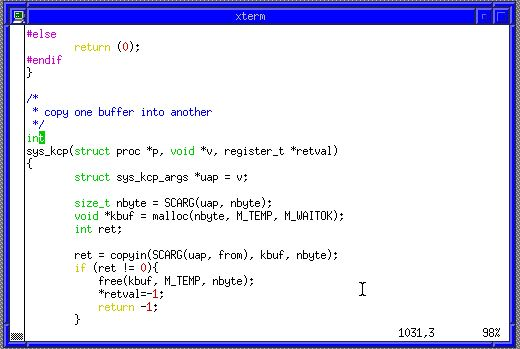 xterm
#else
        return (0);
#endif
}

/*
 * copy one buffer into another
 */
int
sys_kcp(struct proc *p, void *v, register_t *retval)
{
        struct sys_kcp_args *uap = v;

        size_t nbyte = SCARG(uap, nbyte);
        void *kbuf = malloc(nbyte, M_TEMP, M_WAITOK);
        int ret;

        ret = copyin(SCARG(uap, from), kbuf, nbyte);
        if (ret != 0){
            free(kbuf, M_TEMP, nbyte);
            *retval=-1;
            return -1;
        }
1031,3        98%